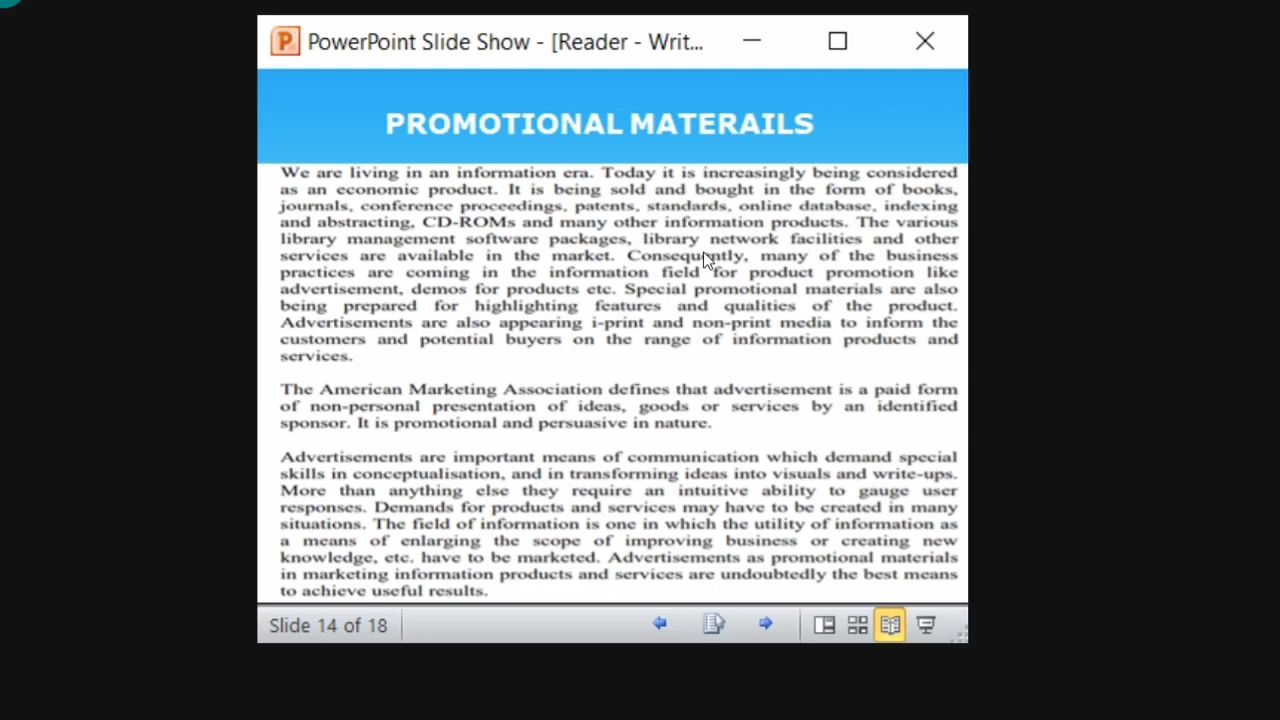 PowerPoint Slide Show - [Reader - Writ...
PROMOTIONAL MATERAILS
We are living in an information era. Today it is increasingly being considered
as an economic product. It is being sold and bought in the form of books,
journals, conference proceedings, patents, standards, online database, indexing
and abstracting, CD-ROMs and many other information products. The various
library management software packages, library network facilities and other
services are available in the market. Consequently, many of the business
practices are coming in the information field for product promotion like
advertisement, demos for products etc. Special promotional materials are also
being prepared for highlighting features and qualities of the product.
Advertisements are also appearing i-print and non-print media to inform the
customers and potential buyers on the range of information products and
services.
The American Marketing Association defines that advertisement is a paid form
of non-personal presentation of ideas, goods or services by an identified
sponsor. It is promotional and persuasive in nature.
Advertisements are important means of communication which demand special
skills in conceptualisation, and in transforming ideas into visuals and write-ups.
More than anything else they require an intuitive ability to gauge user
responses. Demands for products and services may have to be created in many
situations. The field of information is one in which the utility of information as
a means of enlarging the scope of improving business or creating new
knowledge, etc. have to be marketed. Advertisements as promotional materials
in marketing information products and services are undoubtedly the best means
to achieve useful results.
Slide 14 of 18